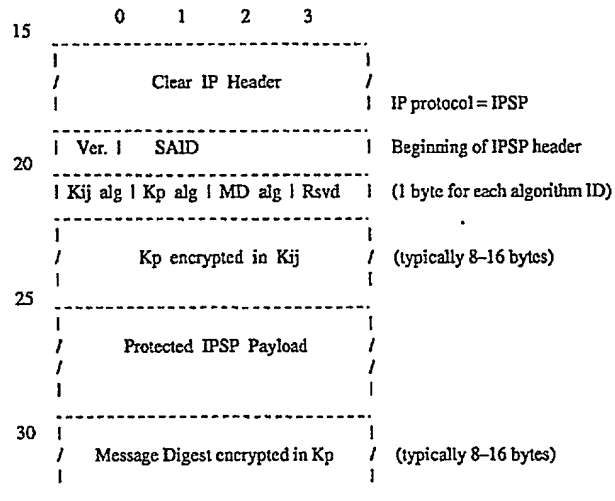 0 1 2 3
15
Clear IP Header
IP protocol = IPSP
| Ver. | SAID | Beginning of IPSP header
20
| Kij alg | Kp alg | MD alg | Rsvd | (1 byte for each algorithm ID)
Kp encrypted in Kij (typically 8–16 bytes)
25
Protected IPSP Payload
30
Message Digest encrypted in Kp (typically 8–16 bytes)